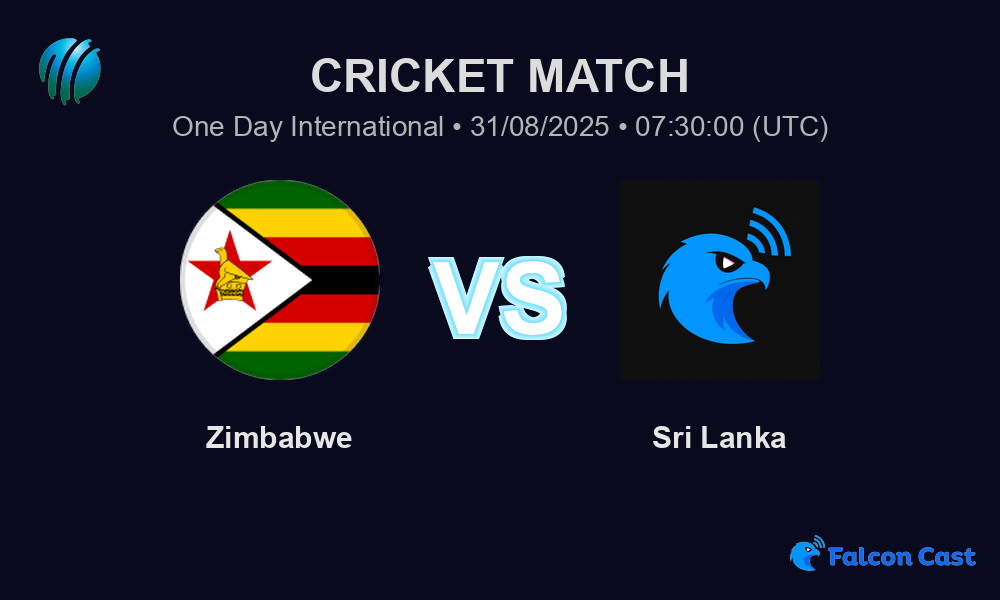 CRICKET MATCH
One Day International • 31/08/2025 • 07:30:00 (UTC)
VS
Zimbabwe
Sri Lanka
Falcon Cast